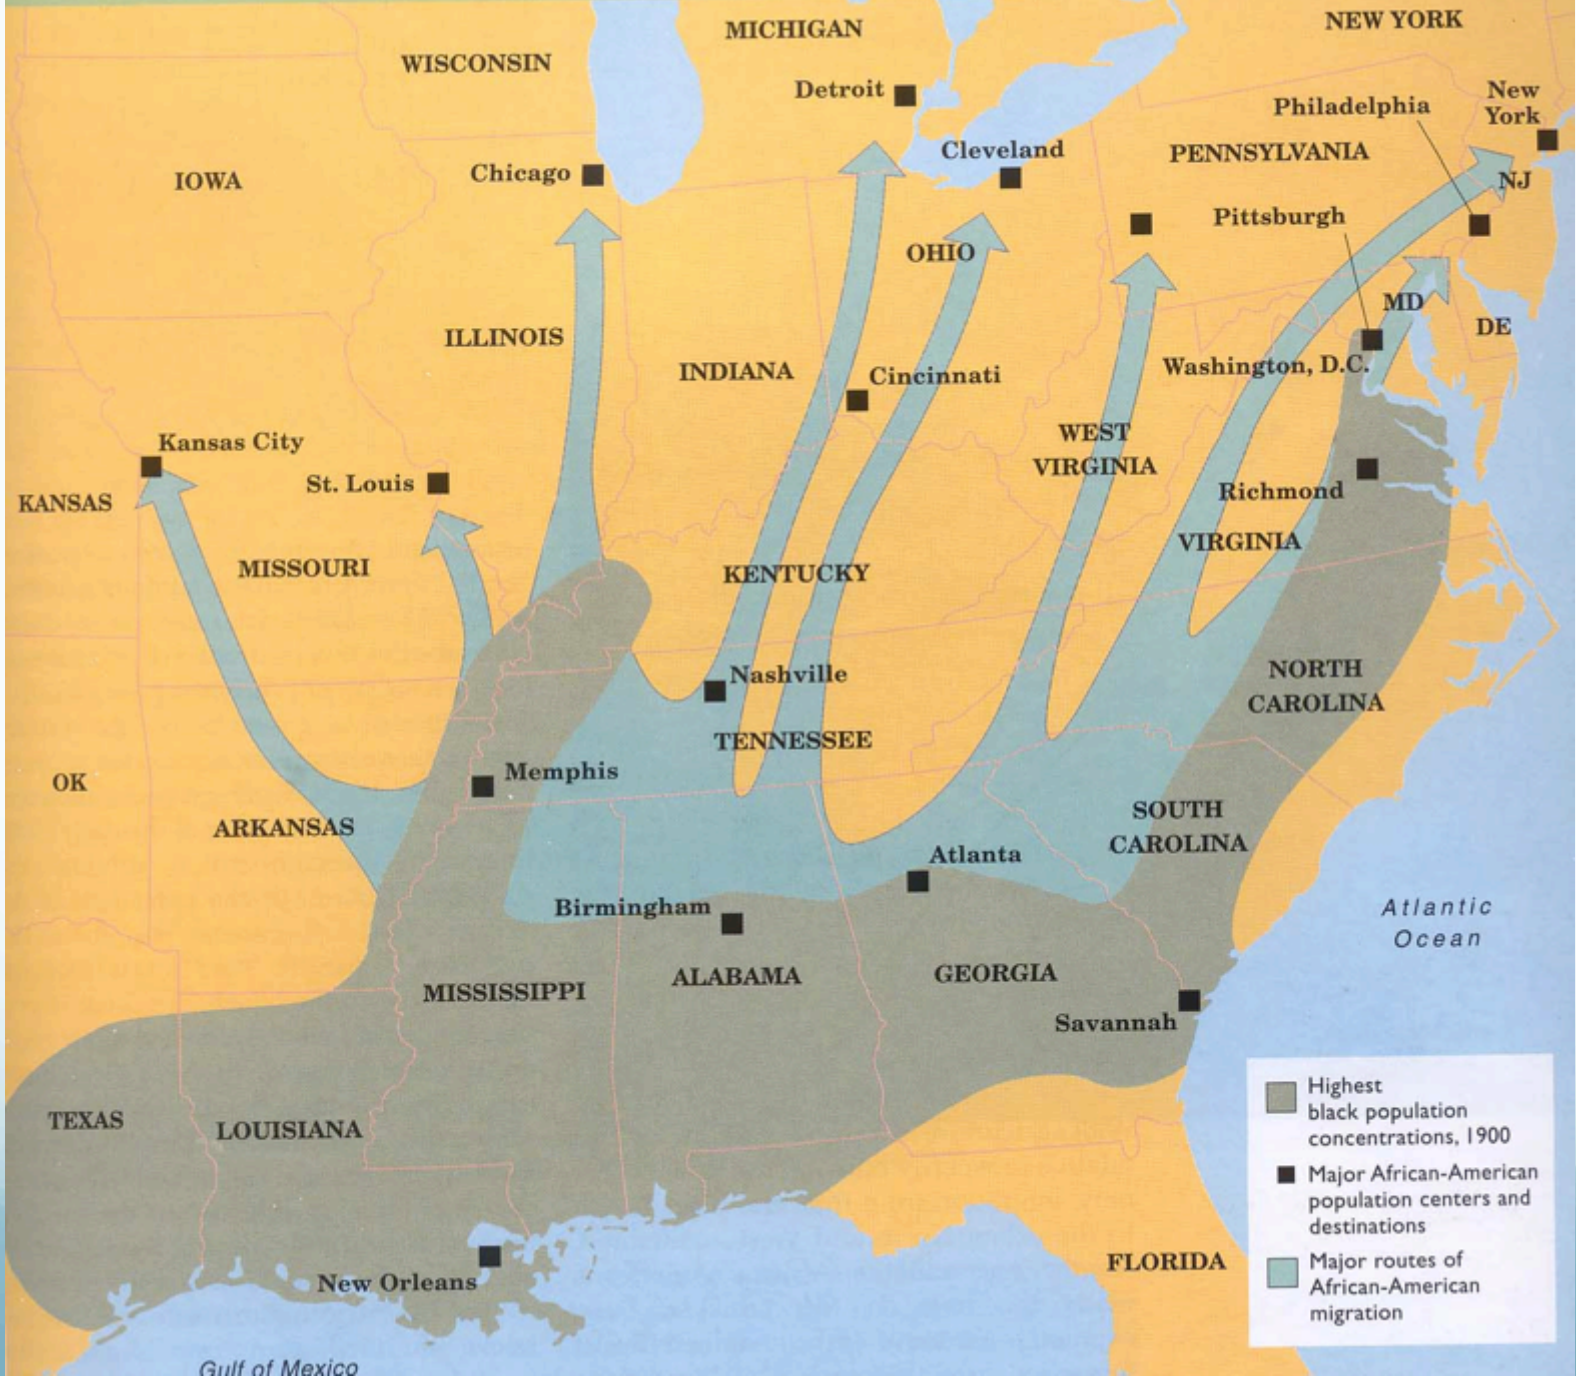 MICHIGAN
NEW YORK
WISCONSIN
Detroit
New
York
Philadelphia
Cleveland
PENNSYLVANIA
Chicago
IOWA
NJ
Pittsburgh
OHIO
MD
DE
ILLINOIS
INDIANA
Cincinnati
Washington, D.C.
WEST
VIRGINIA
Kansas City
St. Louis
KANSAS
Richmond
VIRGINIA
MISSOURI
KENTUCKY
NORTH
CAROLINA
Nashville
TENNESSEE
OK
Memphis
ARKANSAS
SOUTH
CAROLINA
Atlanta
Birmingham
Atlantic
Ocean
MISSISSIPPI
ALABAMA
GEORGIA
Savannah
TEXAS
LOUISIANA
New Orleans
FLORIDA
Gulf of Mexico
Highest
black population
concentrations, 1900
Major African-American
population centers and
destinations
Major routes of
African-American
migration